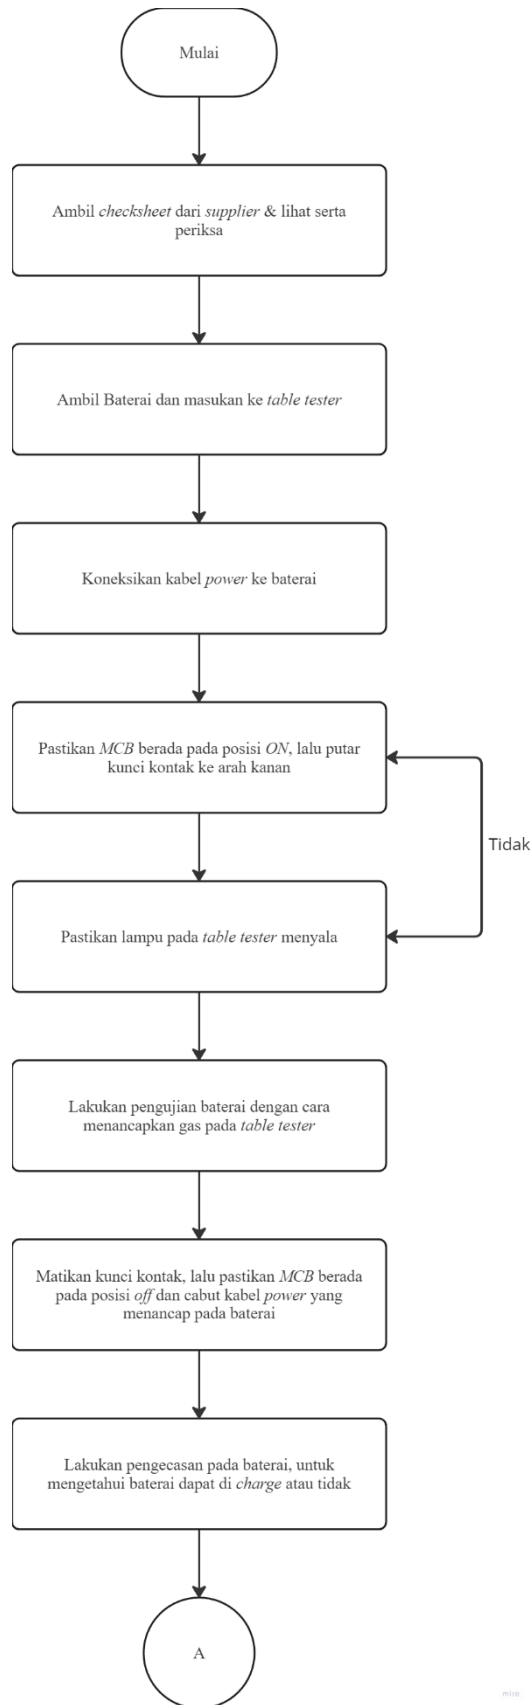 Mulai
Ambil checksheet dari supplier & lihat serta
periksa
Ambil Baterai dan masukan ke table tester
Koneksikan kabel power ke baterai
Pastikan MCB berada pada posisi ON, lalu putar
kunci kontak ke arah kanan
Tidak
Pastikan lampu pada table tester menyala
Lakukan pengujian baterai dengan cara
menancapkan gas pada table tester
Matikan kunci kontak, lalu pastikan MCB berada
pada posisi off dan cabut kabel power yang
menancap pada baterai
Lakukan pengecasan pada baterai, untuk
mengetahui baterai dapat di charge atau tidak
A
miro